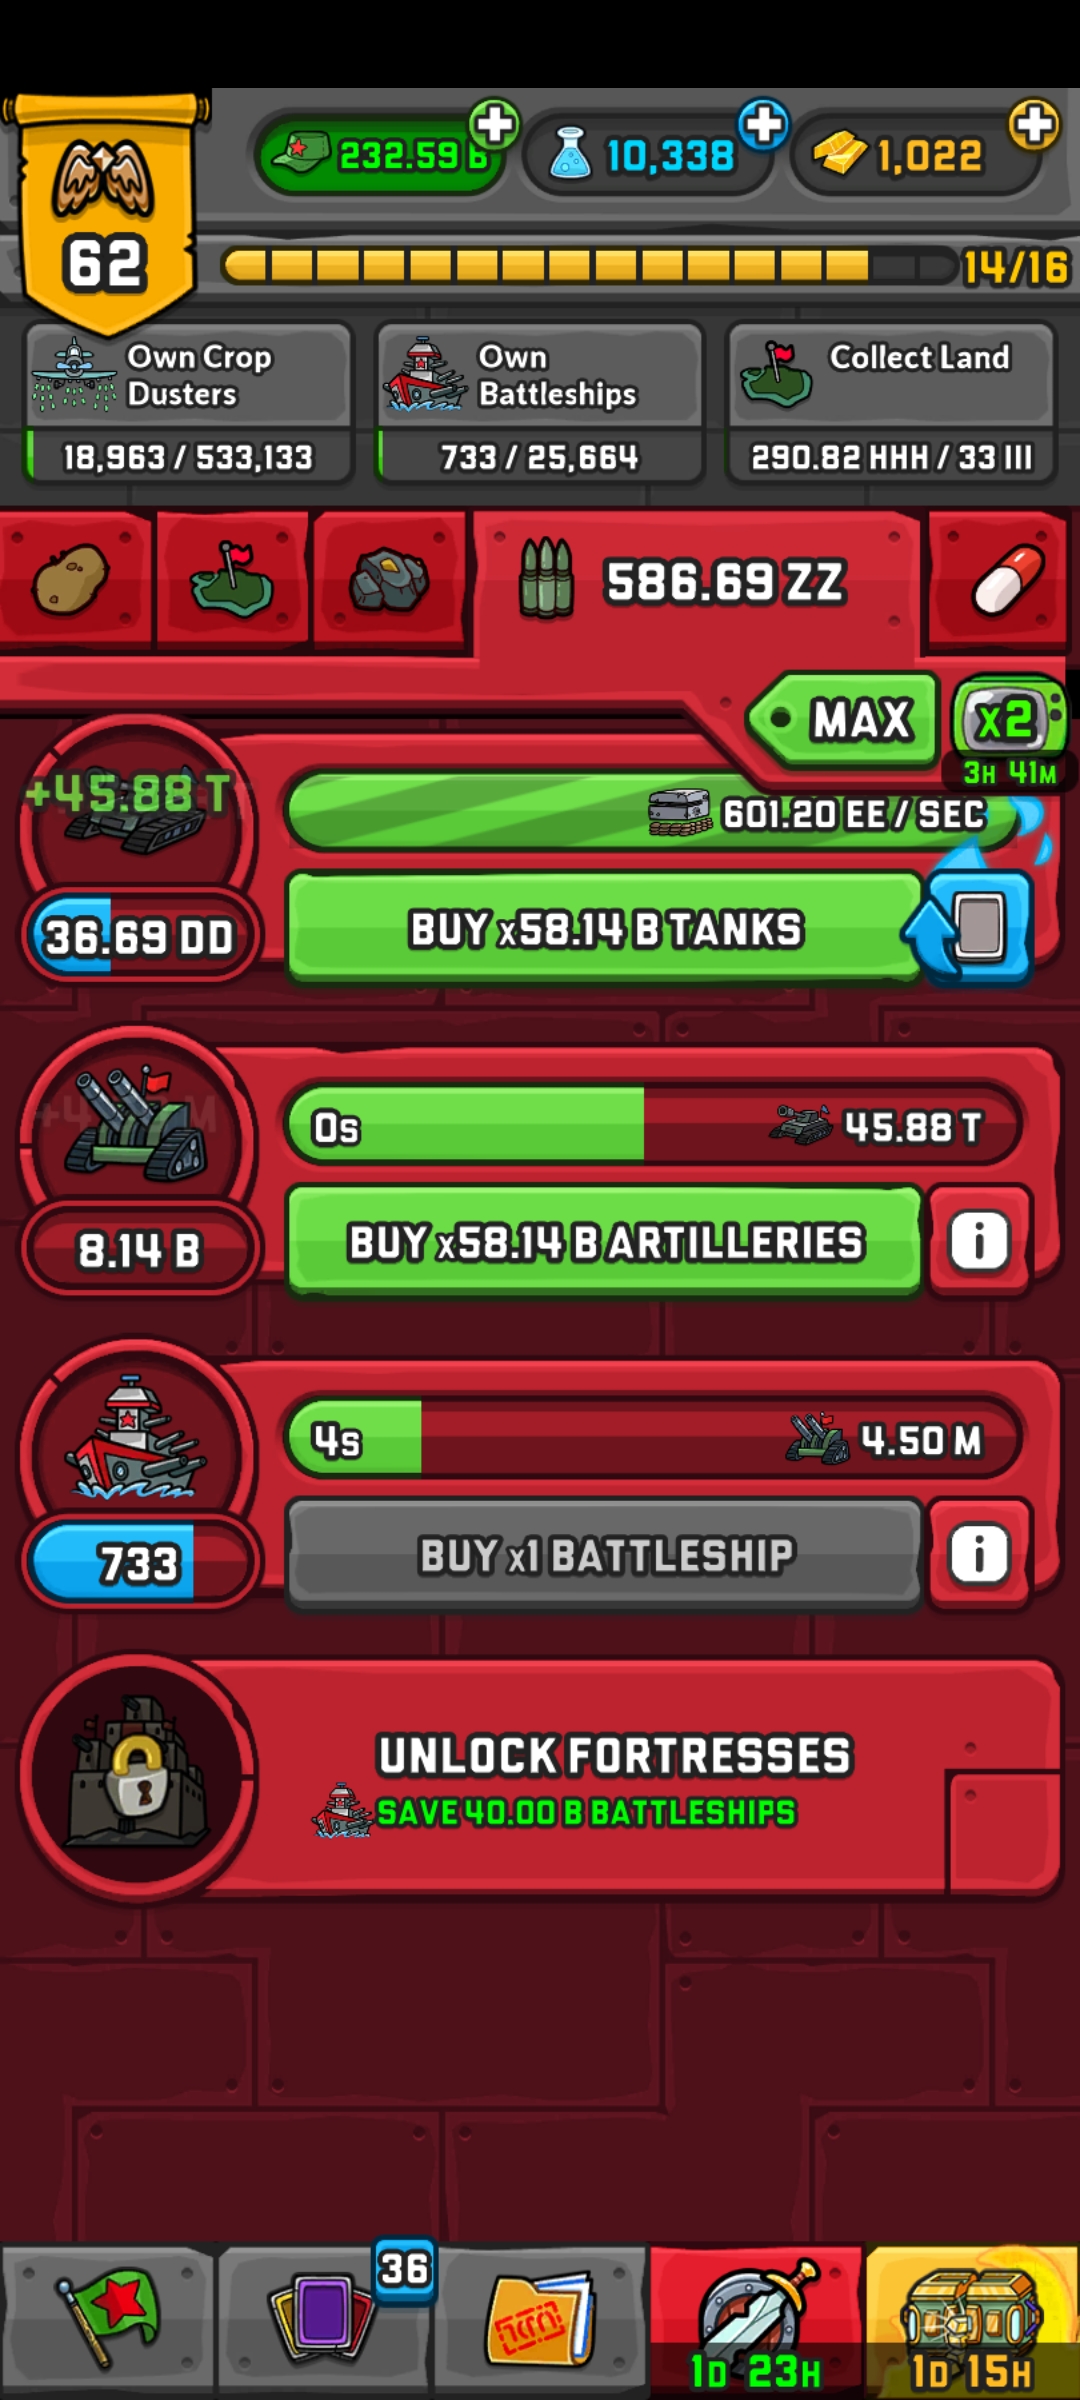 232.59 B
10,338
1,022
62
14/16
Own Crop
Dusters
18,963 / 533,133
Own
Battleships
733 / 25,664
Collect Land
290.82 HHH / 33 III
586.69 ZZ
MAX
x2
3H 41M
+45.88 T
601.20 EE / SEC
36.69 DD
BUY x58.14 B TANKS
0s
45.88 T
8.14 B
BUY x58.14 B ARTILLERIES
i
4s
4.50 M
733
BUY x1 BATTLESHIP
i
UNLOCK FORTRESSES
SAVE 40.00 B BATTLESHIPS
36
1D 23H
1D 15H